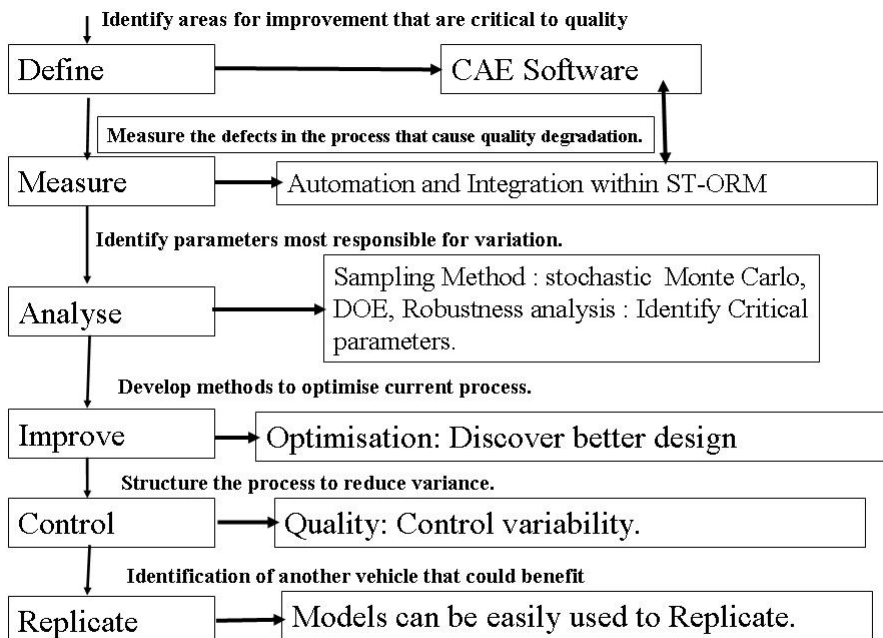 Identify areas for improvement that are critical to quality
Define
CAE Software
Measure the defects in the process that cause quality degradation.
Measure
Automation and Integration within ST-ORM
Identify parameters most responsible for variation.
Sampling Method : stochastic Monte Carlo,
DOE, Robustness analysis : Identify Critical
parameters.
Analyse
Develop methods to optimise current process.
Improve
Optimisation: Discover better design
Structure the process to reduce variance.
Control
Quality: Control variability.
Identification of another vehicle that could benefit
Replicate
Models can be easily used to Replicate.